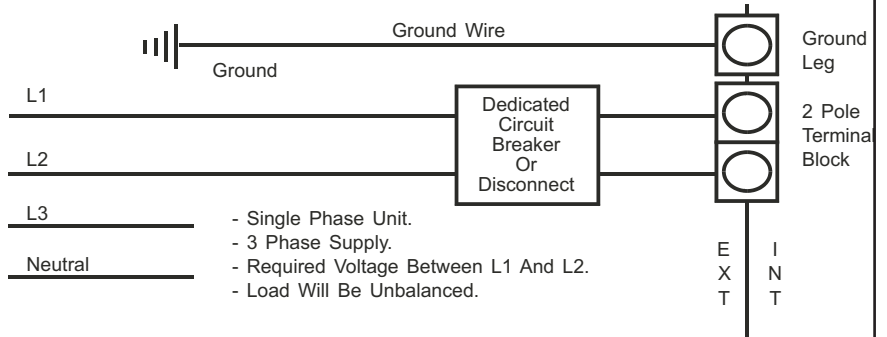 Ground Wire
Ground
Ground
Leg
L1
Dedicated
Circuit
Breaker
Or
Disconnect
2 Pole
Terminal
Block
L2
L3
Neutral
- Single Phase Unit.
- 3 Phase Supply.
- Required Voltage Between L1 And L2.
- Load Will Be Unbalanced.
E
X
T
I
N
T